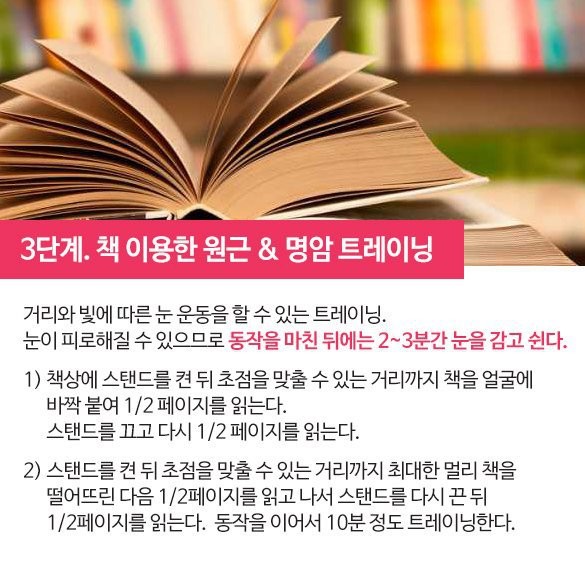 3단계. 책 이용한 원근 & 명암 트레이닝
거리와 빛에 따른 눈 운동을 할 수 있는 트레이닝.
눈이 피로해질 수 있으므로 동작을 마친 뒤에는 2~3분간 눈을 감고 쉰다.
1) 책상에 스탠드를 켠 뒤 초점을 맞출 수 있는 거리까지 책을 얼굴에
바짝 붙여 1/2 페이지를 읽는다.
스탠드를 끄고 다시 1/2 페이지를 읽는다.
2) 스탠드를 켠 뒤 초점을 맞출 수 있는 거리까지 최대한 멀리 책을
떨어뜨린 다음 1/2페이지를 읽고 나서 스탠드를 다시 끈 뒤
1/2페이지를 읽는다. 동작을 이어서 10분 정도 트레이닝한다.